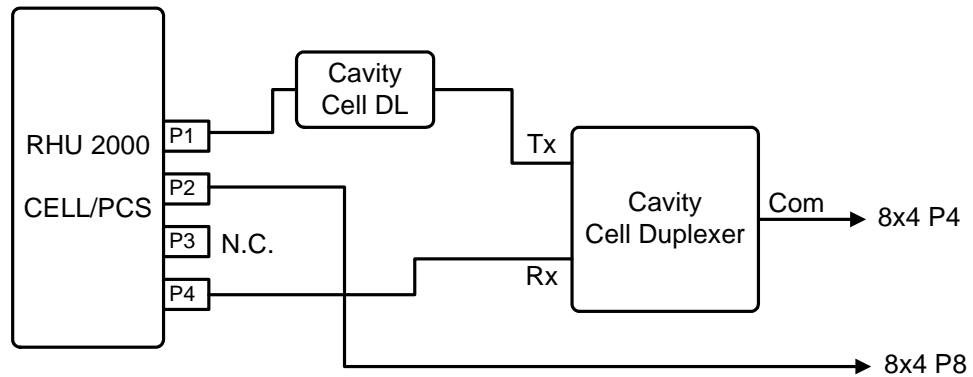 RHU 2000
CELL/PCS
P1
P2
P3
N.C.
P4
Cavity
Cell DL
Tx
Rx
Cavity
Cell Duplexer
Com
8x4 P4
8x4 P8